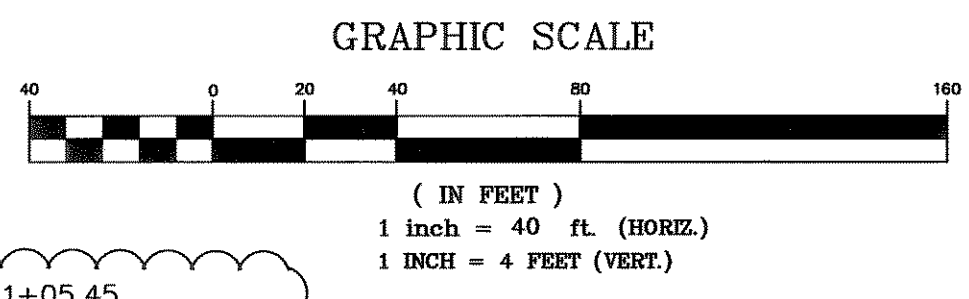 GRAPHIC SCALE
40 0 20 40 80 160
( IN FEET )
1 inch = 40 ft. (HORIZ.)
1 INCH = 4 FEET (VERT.)
1+05.45